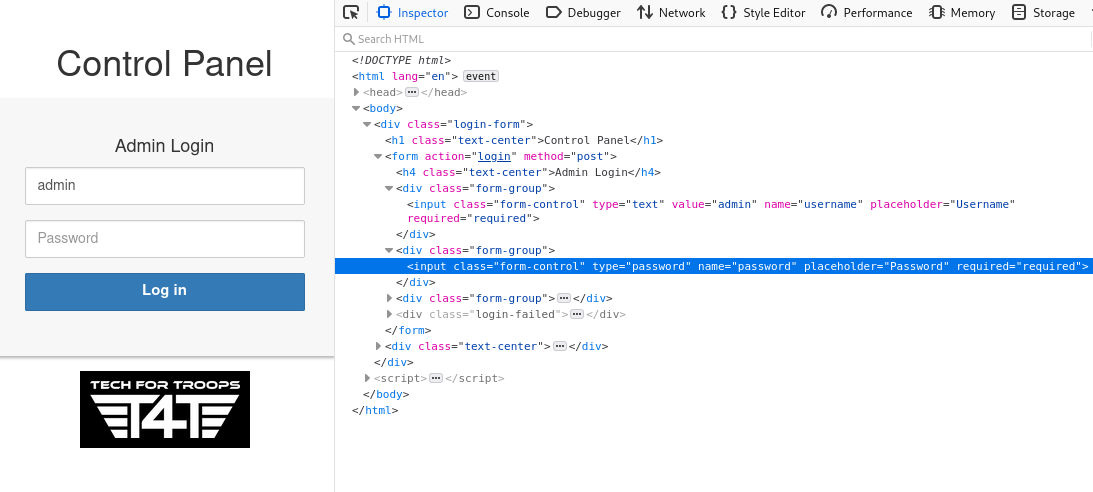 Control Panel
Admin Login
admin
Password
Log in
TECH FOR TROOPS
T4T
Inspector Console Debugger Network Style Editor Performance Memory Storage
Search HTML
<!DOCTYPE html>
<html lang="en"> event
<head> ••• </head>
<body>
<div class="login-form">
<h1 class="text-center">Control Panel</h1>
<form action="login" method="post">
<h4 class="text-center">Admin Login</h4>
<div class="form-group">
<input class="form-control" type="text" value="admin" name="username" placeholder="Username"
required="required">
</div>
<div class="form-group">
<input class="form-control" type="password" name="password" placeholder="Password" required="required">
</div>
<div class="form-group"> ••• </div>
<div class="login-failed"> ••• </div>
</form>
<div class="text-center"> ••• </div>
</div>
<script> ••• </script>
</body>
</html>